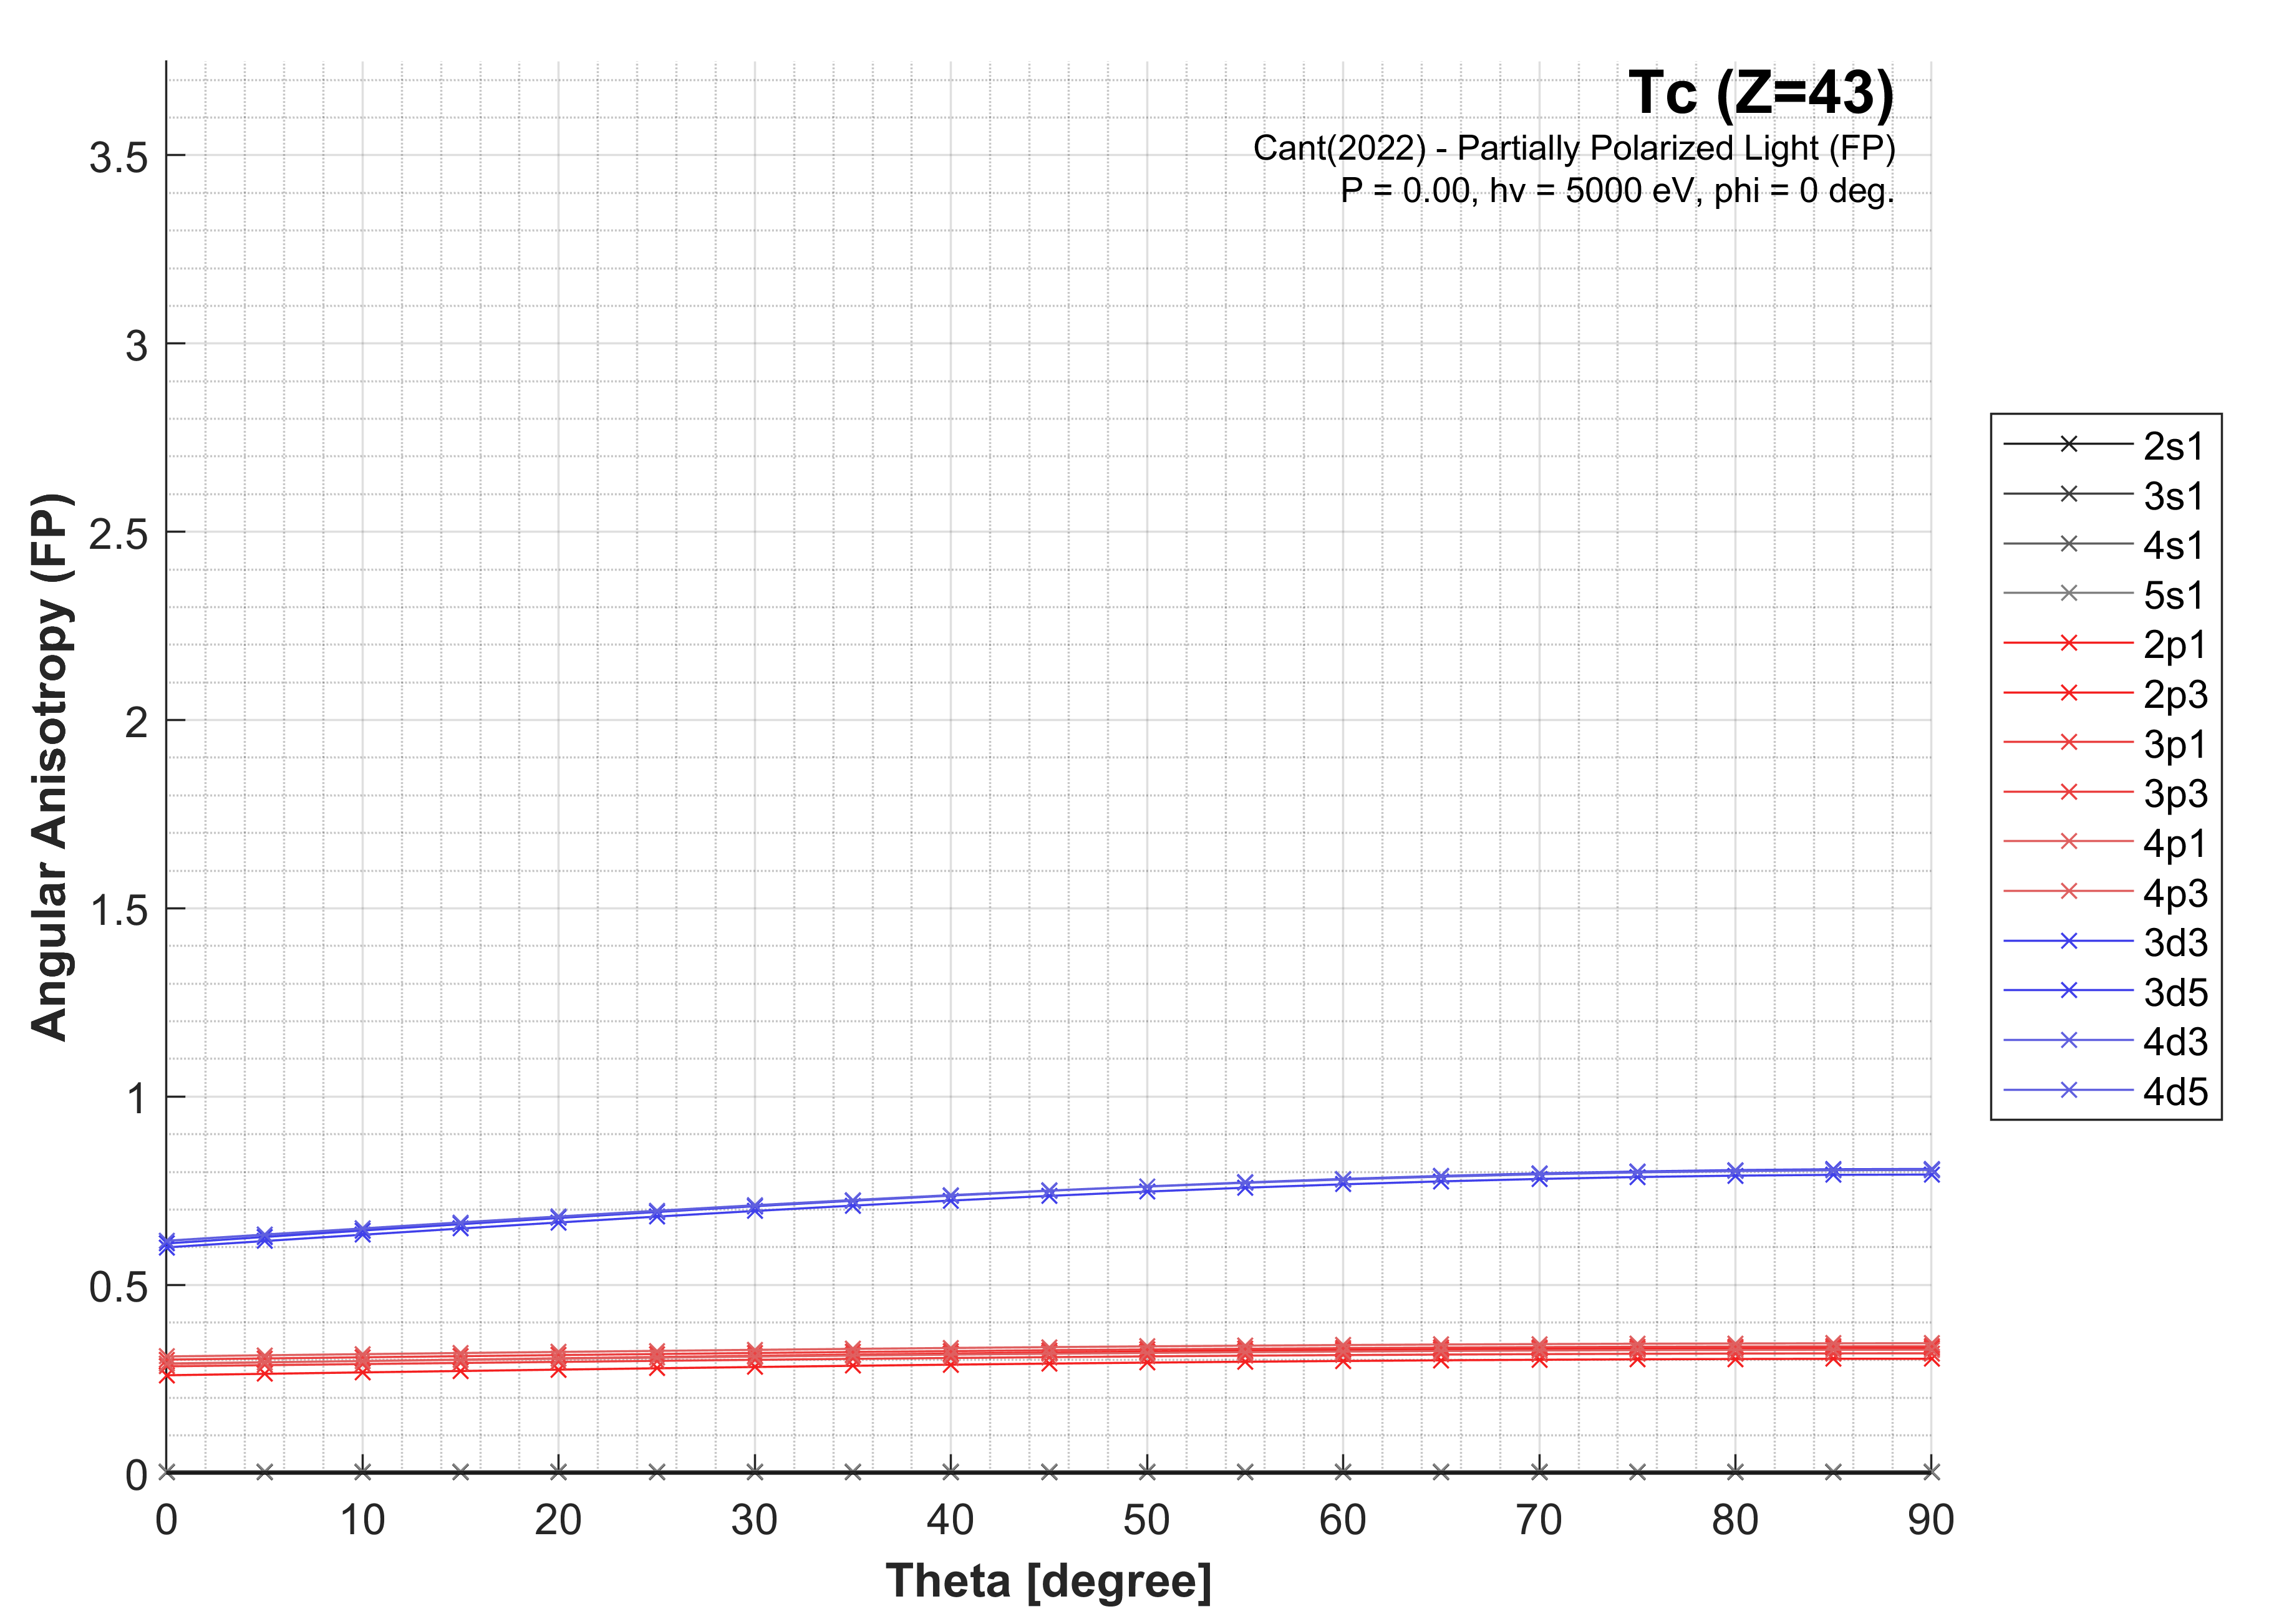 Tc (Z=43)
Cant(2022) - Partially Polarized Light (FP)
P = 0.00, hv = 5000 eV, phi = 0 deg.
Angular Anisotropy (FP)
3.5
3
2.5
2
1.5
1
0.5
0
0 10 20 30 40 50 60 70 80 90
Theta [degree]
2s1
3s1
4s1
5s1
2p1
2p3
3p1
3p3
4p1
4p3
3d3
3d5
4d3
4d5